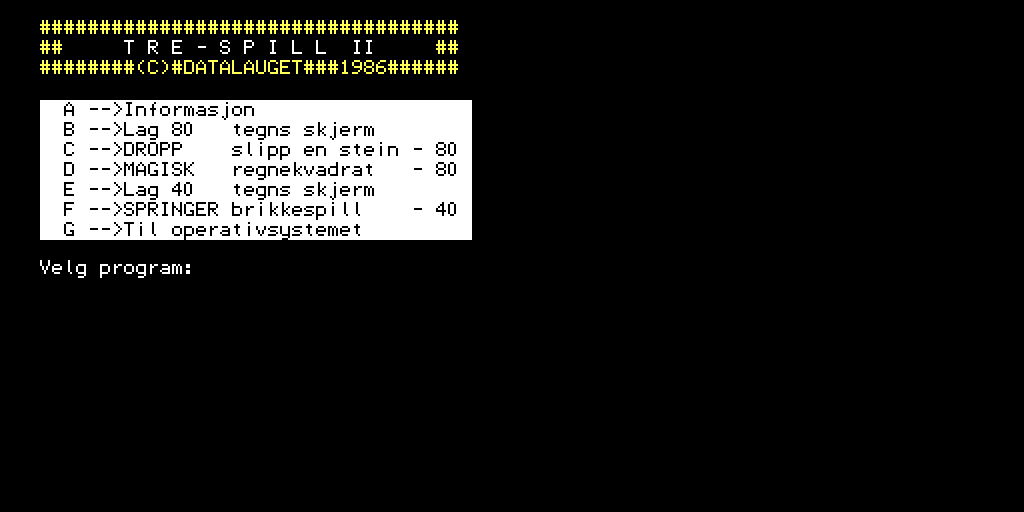 ###################################
##     T R E - S P I L L  II     ##
########(C)#DATALAUGET###1986######
A -->Informasjon
B -->Lag 80   tegns skjerm
C -->DROPP    slipp en stein - 80
D -->MAGISK   regnekvadrat   - 80
E -->Lag 40   tegns skjerm
F -->SPRINGER brikkespill    - 40
G -->Til operativsystemet
Velg program: